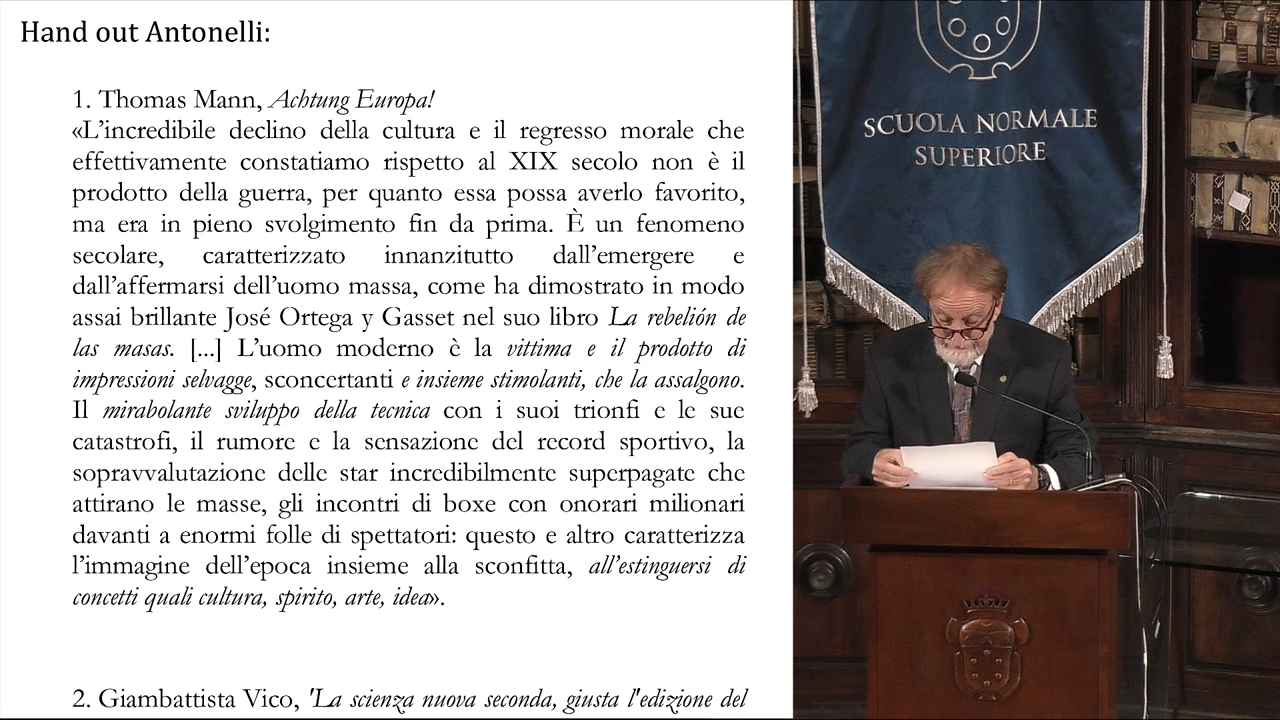 Hand out Antonelli:
1. Thomas Mann, Achtung Europa!
«L'incredibile declino della cultura e il regresso morale che
effettivamente constatiamo rispetto al XIX secolo non è il
prodotto della guerra, per quanto essa possa averlo favorito,
ma era in pieno svolgimento fin da prima. È un fenomeno
secolare, caratterizzato innanzitutto dall'emergere e
dall'affermarsi dell'uomo massa, come ha dimostrato in modo
assai brillante José Ortega y Gasset nel suo libro La rebelión de
las masas. [...] L'uomo moderno è la vittima e il prodotto di
impressioni selvagge, sconcertanti e insieme stimolanti, che la assalgono.
Il mirabolante sviluppo della tecnica con i suoi trionfi e le sue
catastrofi, il rumore e la sensazione del record sportivo, la
sopravvalutazione delle star incredibilmente superpagate che
attirano le masse, gli incontri di boxe con onorari milionari
davanti a enormi folle di spettatori: questo e altro caratterizza
l'immagine dell'epoca insieme alla sconfitta, all'estinguersi di
concetti quali cultura, spirito, arte, idea».
2. Giambattista Vico, 'La scienza nuova seconda, giusta l'edizione del
SCUOLA NORMALE
SUPERIORE